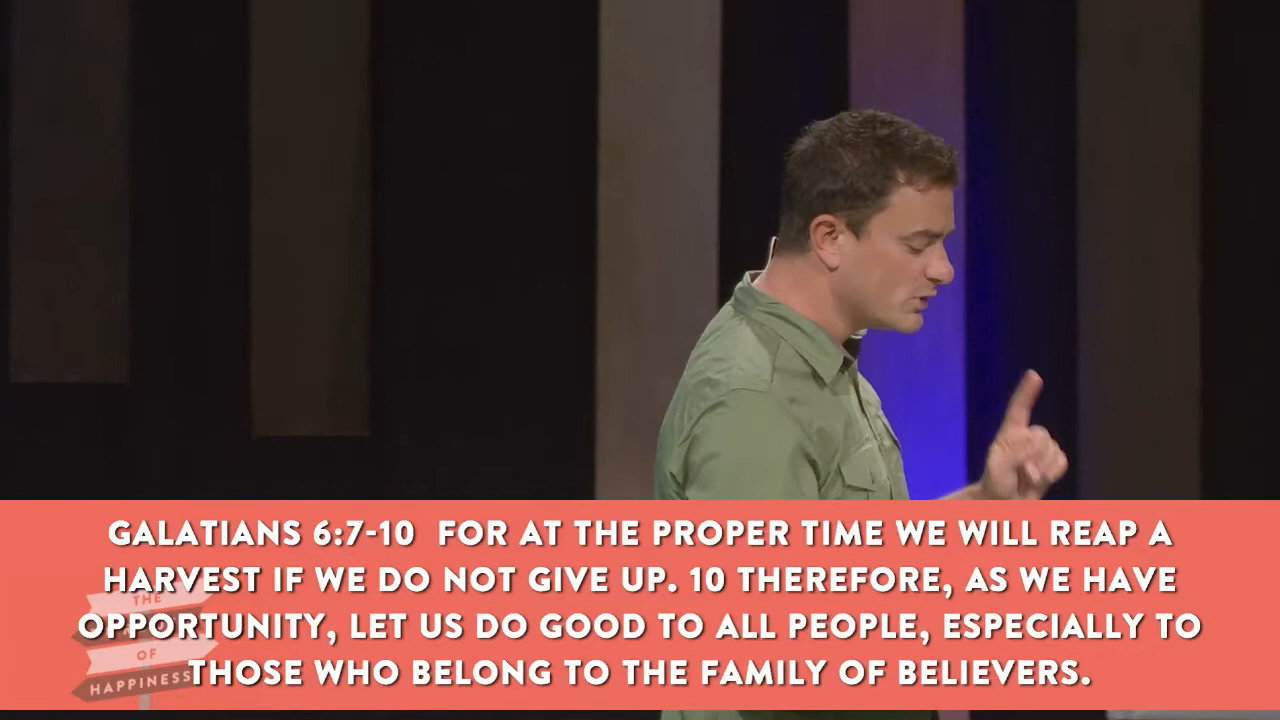 GALATIANS 6:7-10 FOR AT THE PROPER TIME WE WILL REAP A
HARVEST IF WE DO NOT GIVE UP. 10 THEREFORE, AS WE HAVE
OPPORTUNITY, LET US DO GOOD TO ALL PEOPLE, ESPECIALLY TO
THOSE WHO BELONG TO THE FAMILY OF BELIEVERS.
THE
OF
HAPPINESS